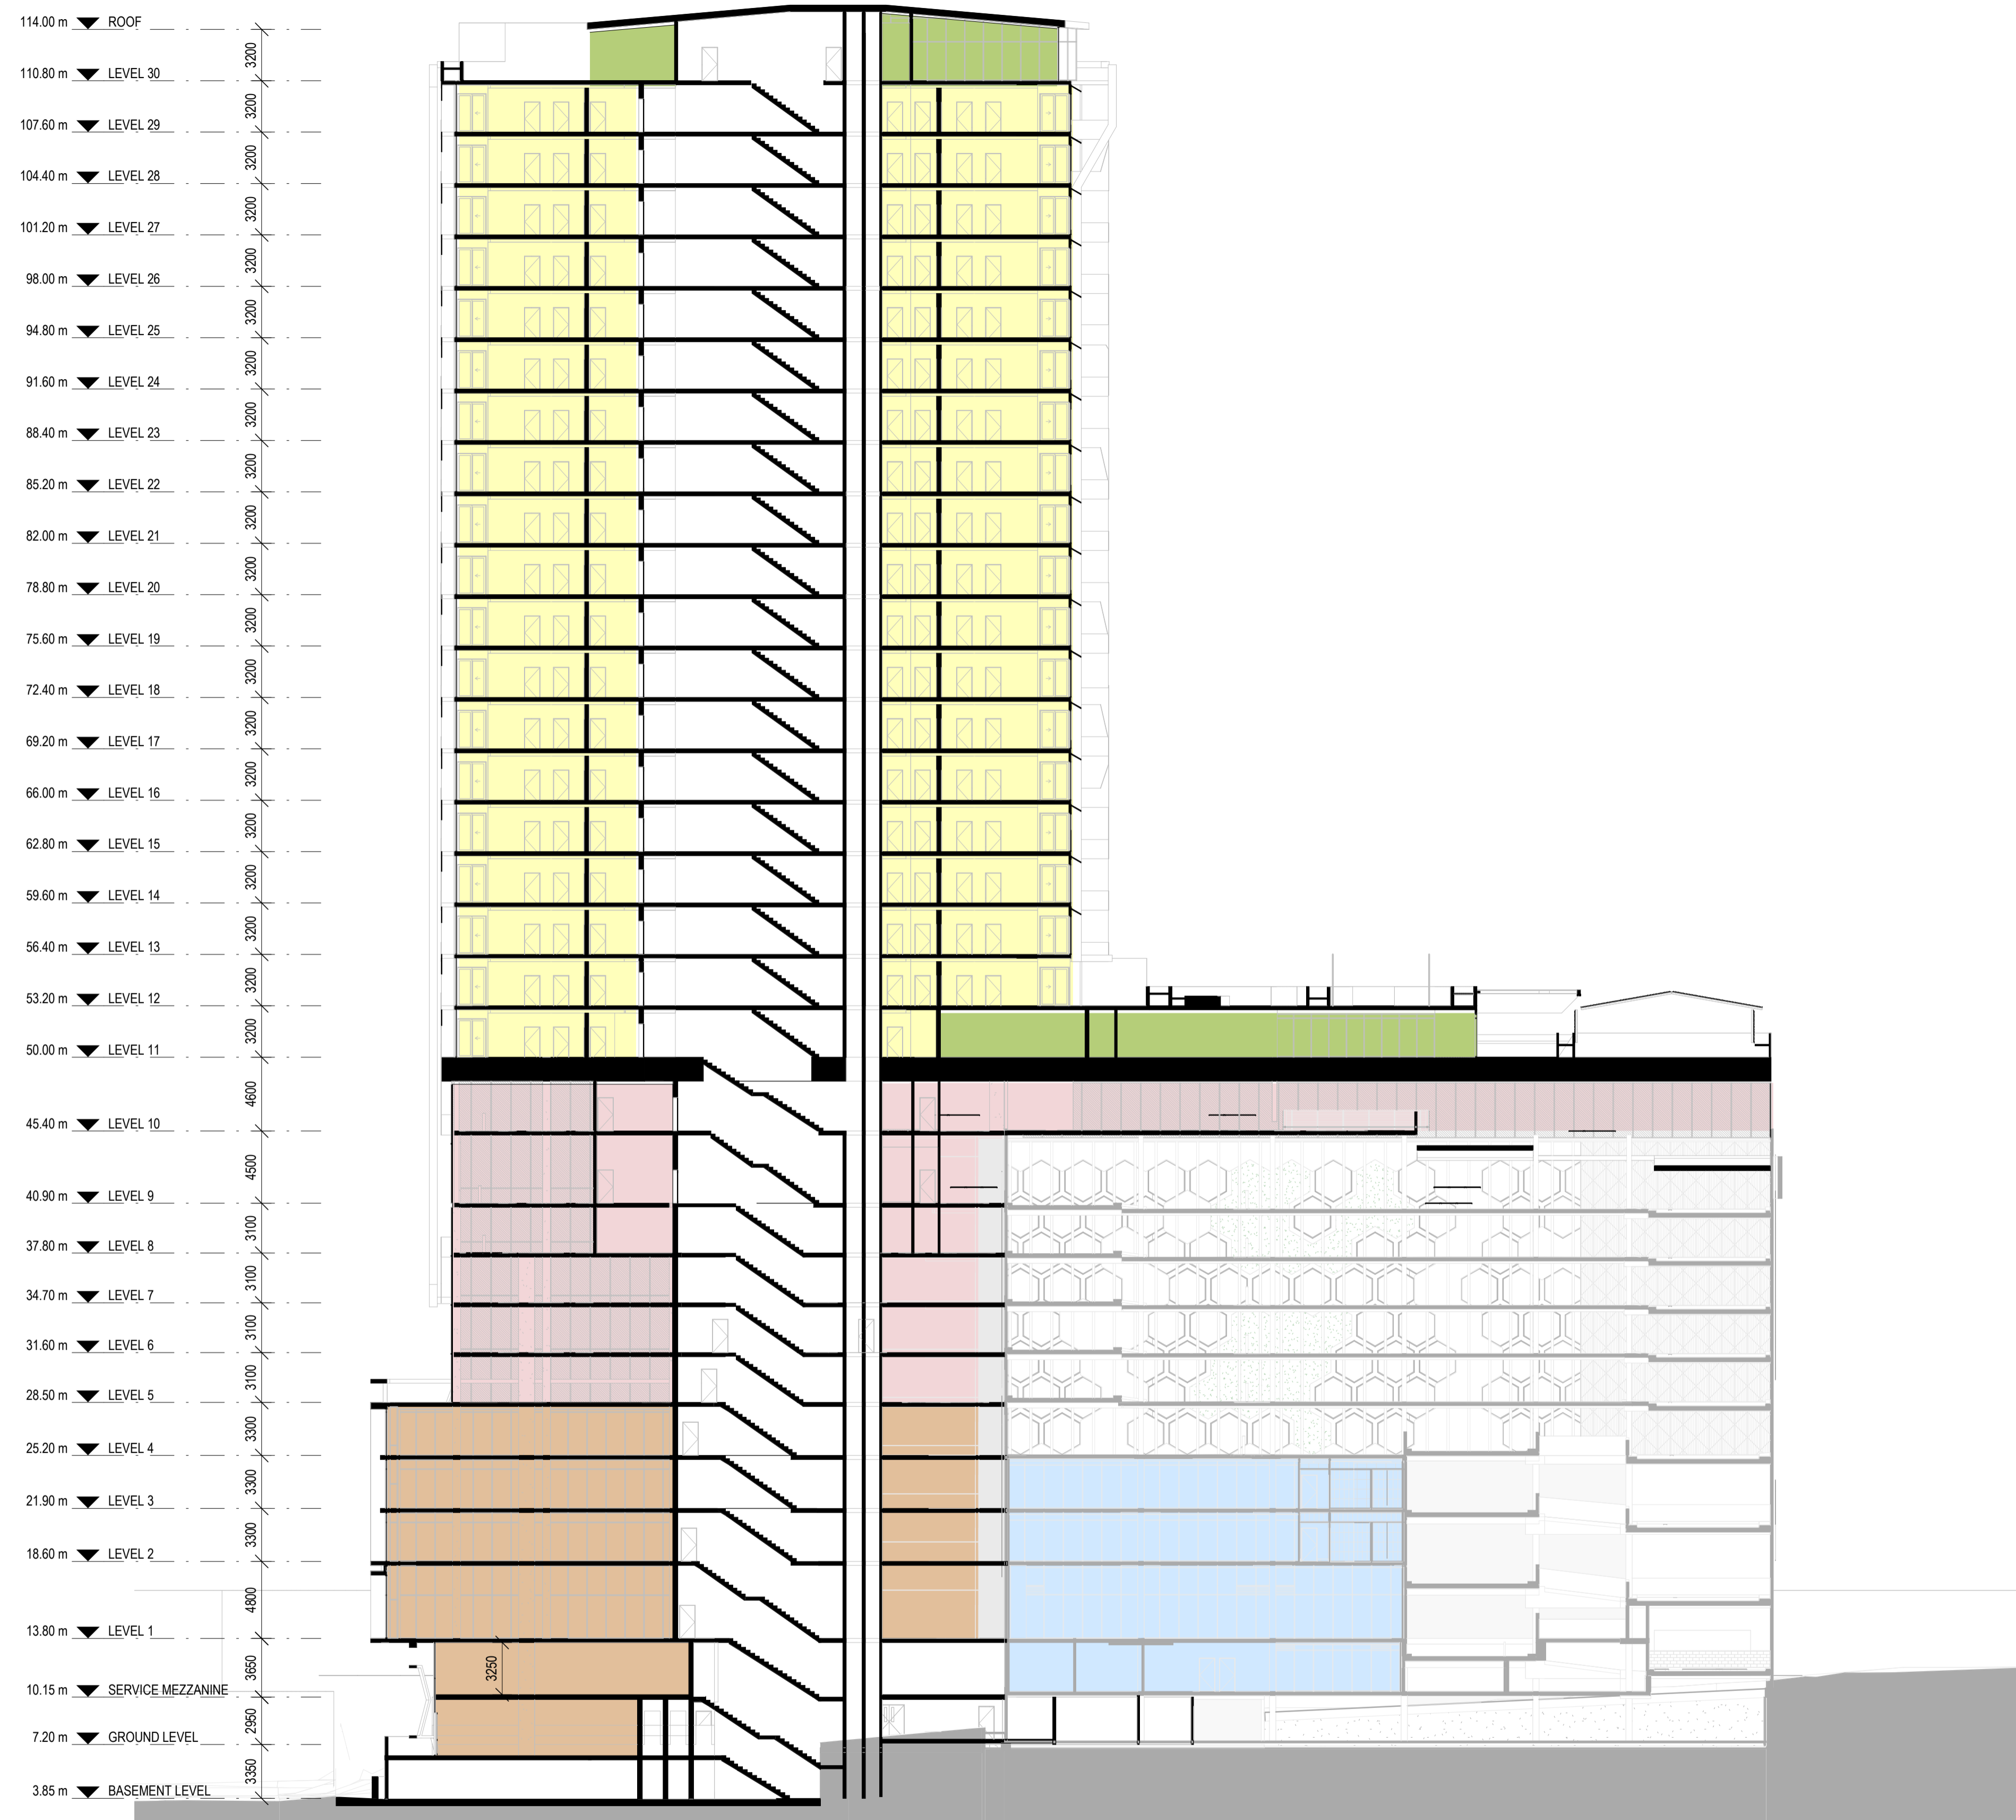 114.00 m ROOF
3200
110.80 m LEVEL 30
3200
107.60 m LEVEL 29
3200
104.40 m LEVEL 28
3200
101.20 m LEVEL 27
3200
98.00 m LEVEL 26
3200
94.80 m LEVEL 25
3200
91.60 m LEVEL 24
3200
88.40 m LEVEL 23
3200
85.20 m LEVEL 22
3200
82.00 m LEVEL 21
3200
78.80 m LEVEL 20
3200
75.60 m LEVEL 19
3200
72.40 m LEVEL 18
3200
69.20 m LEVEL 17
3200
66.00 m LEVEL 16
3200
62.80 m LEVEL 15
3200
59.60 m LEVEL 14
3200
56.40 m LEVEL 13
3200
53.20 m LEVEL 12
3200
50.00 m LEVEL 11
4600
45.40 m LEVEL 10
4500
40.90 m LEVEL 9
3100
37.80 m LEVEL 8
3100
34.70 m LEVEL 7
3100
31.60 m LEVEL 6
3100
28.50 m LEVEL 5
3300
25.20 m LEVEL 4
3300
21.90 m LEVEL 3
3300
18.60 m LEVEL 2
4800
13.80 m LEVEL 1
3650
3250
10.15 m SERVICE MEZZANINE
2950
7.20 m GROUND LEVEL
3350
3.85 m BASEMENT LEVEL